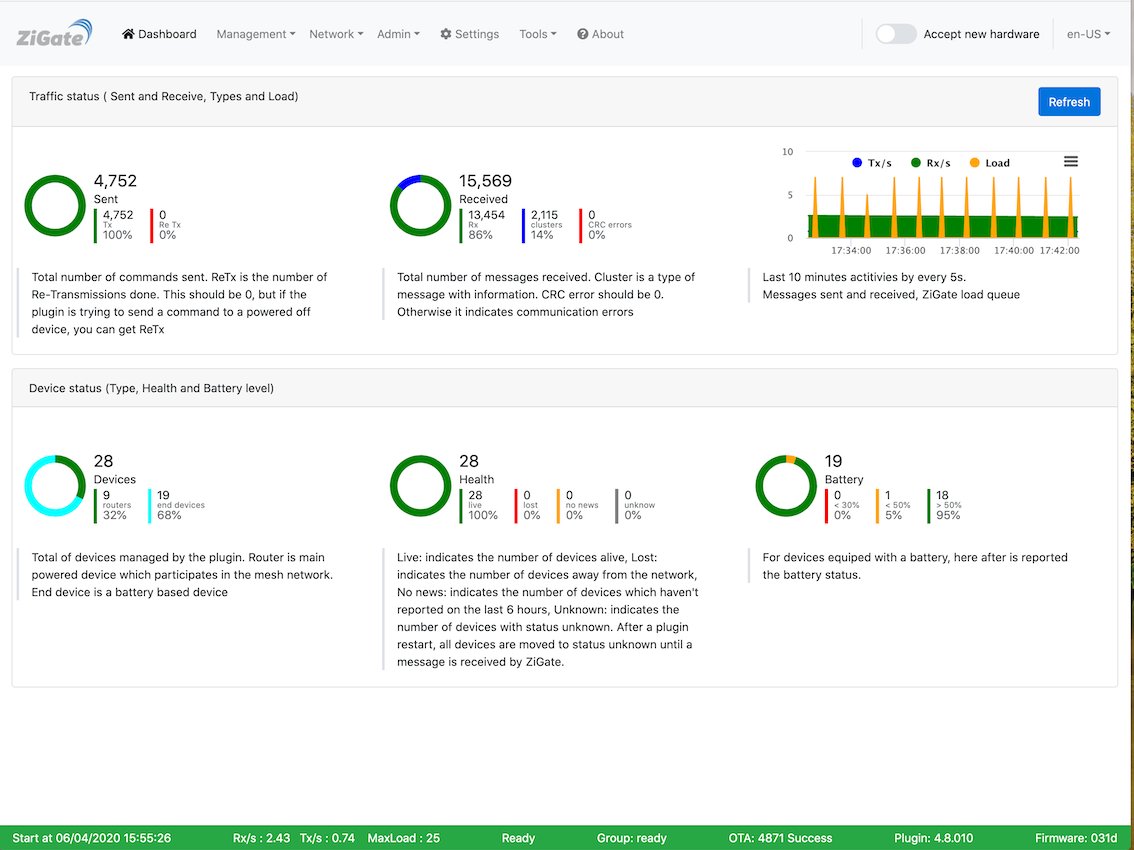 ZiGate
Dashboard
Management
Network
Admin
Settings
Tools
About
Accept new hardware
en-US
Traffic status ( Sent and Receive, Types and Load)
Refresh
4,752
Sent
4,752
Tx
100%
0
Re Tx
0%
Total number of commands sent. ReTx is the number of
Re-Transmissions done. This should be 0, but if the
plugin is trying to send a command to a powered off
device, you can get ReTx
15,569
Received
13,454
Rx
86%
2,115
clusters
14%
0
CRC errors
0%
Total number of messages received. Cluster is a type of
message with information. CRC error should be 0.
Otherwise it indicates communication errors
10
5
0
Tx/s
Rx/s
Load
17:34:00
17:36:00
17:38:00
17:40:00
17:42:00
Last 10 minutes actitivies by every 5s.
Messages sent and received, ZiGate load queue
Device status (Type, Health and Battery level)
28
Devices
9
routers
32%
19
end devices
68%
Total of devices managed by the plugin. Router is main
powered device which participates in the mesh network.
End device is a battery based device
28
Health
28
live
100%
0
lost
0%
0
no news
0%
0
unknow
0%
Live: indicates the number of devices alive, Lost:
indicates the number of devices away from the network,
No news: indicates the number of devices which haven't
reported on the last 6 hours, Unknown: indicates the
number of devices with status unknown. After a plugin
restart, all devices are moved to status unknown until a
message is received by ZiGate.
19
Battery
0
< 30%
0%
1
< 50%
5%
18
> 50%
95%
For devices equiped with a battery, here after is reported
the battery status.
Start at 06/04/2020 15:55:26
Rx/s : 2.43
Tx/s : 0.74
MaxLoad : 25
Ready
Group: ready
OTA: 4871 Success
Plugin: 4.8.010
Firmware: 031d